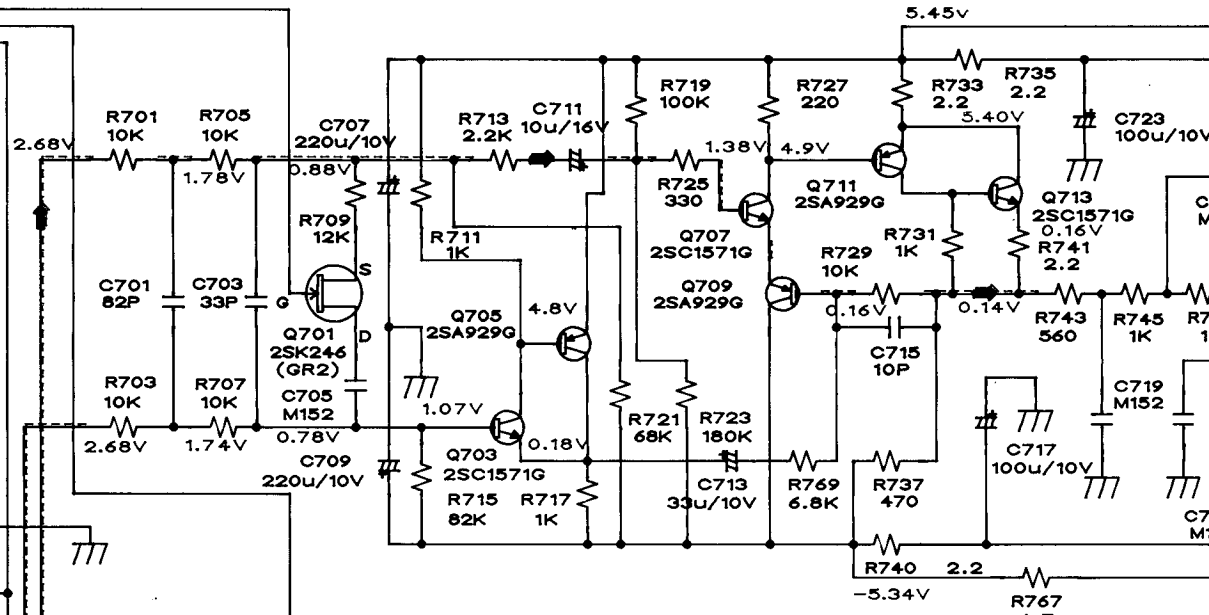 5.45V
R701
10K
R705
10K
C707
220u/10V
R713
2.2K
C711
10u/16V
R719
100K
R727
220
R733
2.2
R735
2.2
C723
100u/10V
2.68V
1.78V
0.88V
5.40V
1.38V
4.9V
R709
12K
R711
1K
R725
330
Q711
2SA929G
Q713
2SC1571G
0.16V
Q707
2SC1571G
R731
1K
R741
2.2
C701
82P
C703
33P
G
S
D
Q701
2SK246
(GR2)
Q705
2SA929G
4.8V
Q709
2SA929G
R729
10K
0.16V
0.14V
C715
10P
R743
560
R745
1K
R703
10K
R707
10K
C705
M152
1.07V
2.68V
1.74V
0.78V
0.18V
R721
68K
R723
180K
C719
M152
C709
220u/10V
Q703
2SC1571G
R715
82K
R717
1K
C713
33u/10V
R769
6.8K
R737
470
C717
100u/10V
R740
2.2
-5.34V
R767